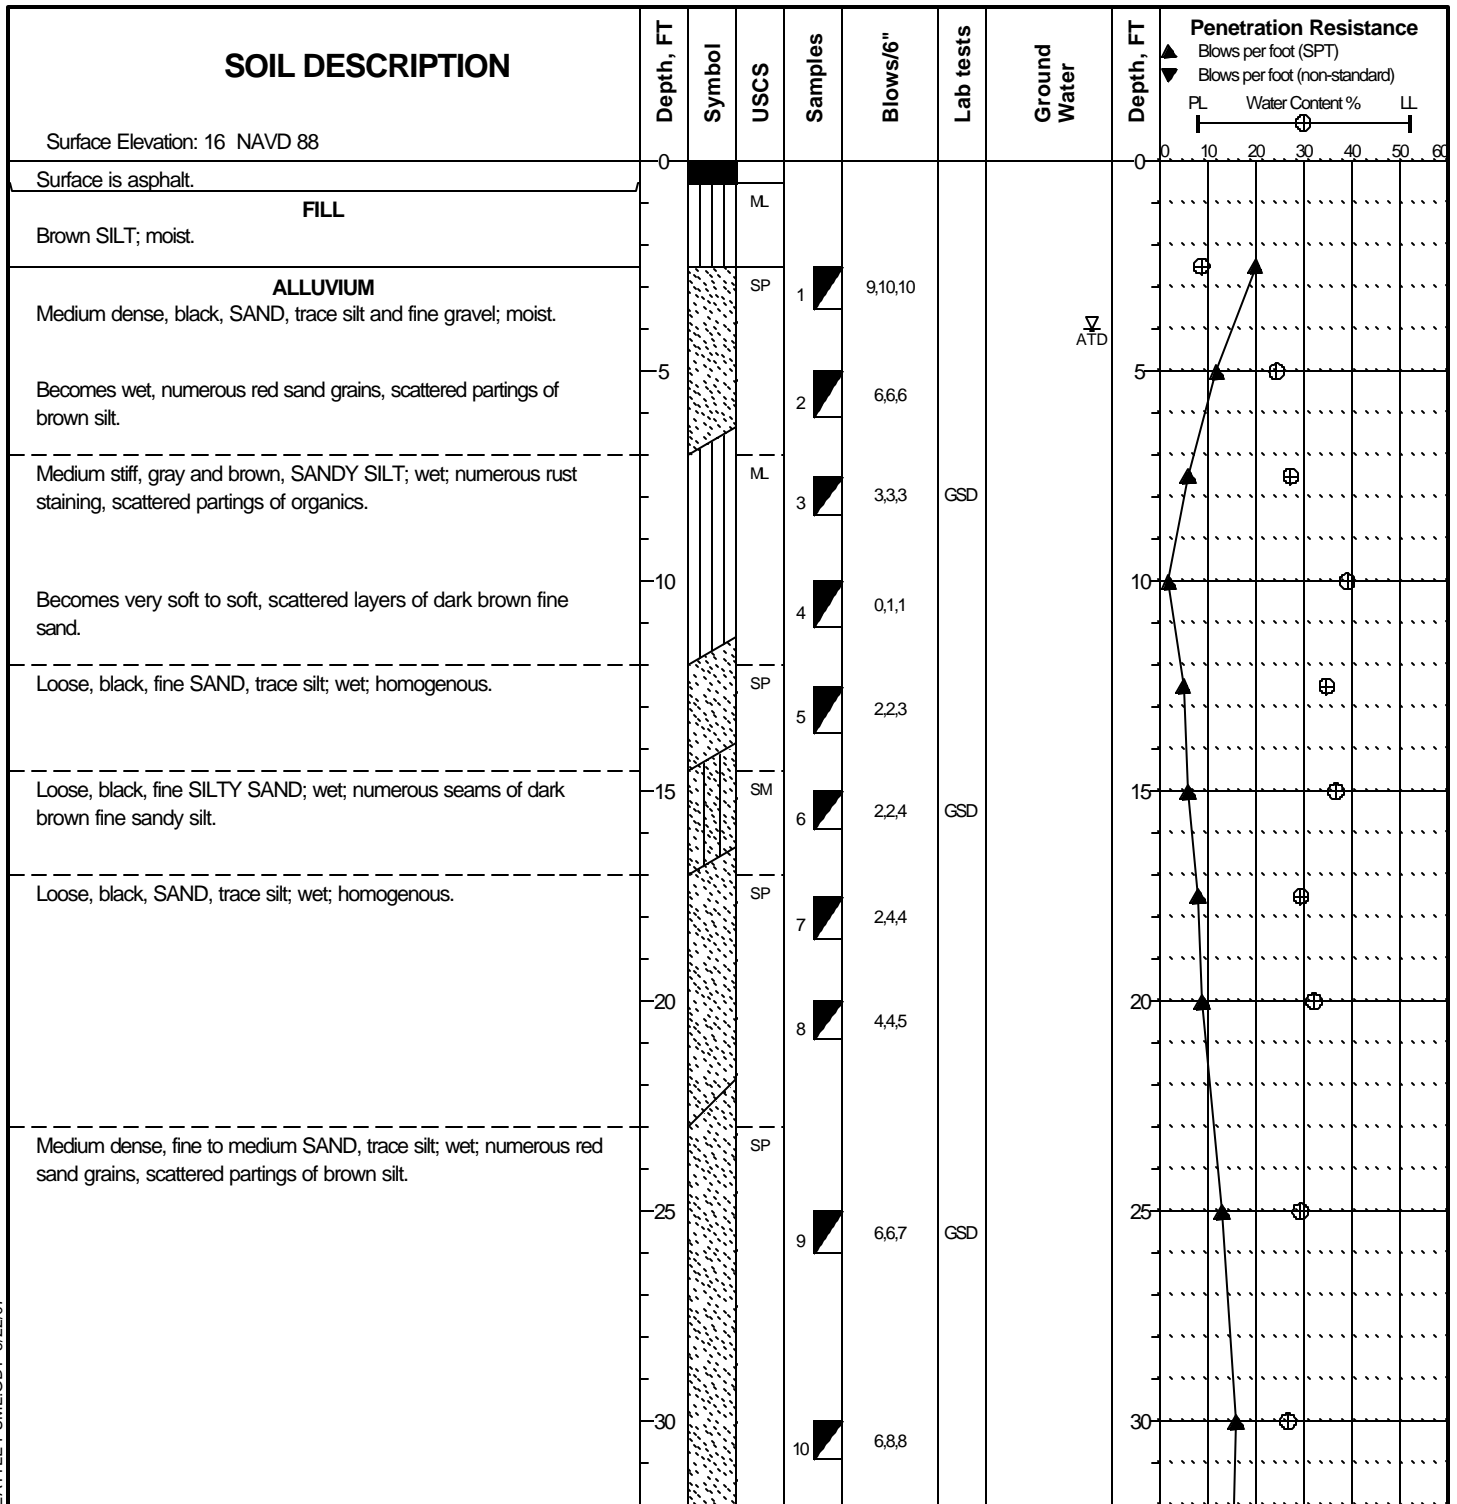 SOIL DESCRIPTION
Surface Elevation: 16 NAVD 88
Depth, FT
Symbol
USCS
Samples
Blows/6"
Lab tests
Ground
Water
Depth, FT
Penetration Resistance
Blows per foot (SPT)
Blows per foot (non-standard)
PL Water Content % LL
0 10 20 30 40 50 60
0 0
Surface is asphalt.
FILL ML
Brown SILT; moist.
ALLUVIUM SP 1 9,10,10
Medium dense, black, SAND, trace silt and fine gravel; moist.
ATD
5 5
Becomes wet, numerous red sand grains, scattered partings of
brown silt.
2 6,6,6
Medium stiff, gray and brown, SANDY SILT; wet; numerous rust ML
staining, scattered partings of organics.
3 3,3,3 GSD
10 10
Becomes very soft to soft, scattered layers of dark brown fine
sand.
4 0,1,1
Loose, black, fine SAND, trace silt; wet; homogenous. SP
5 2,2,3
15 15
Loose, black, fine SILTY SAND; wet; numerous seams of dark SM
brown fine sandy silt.
6 2,2,4 GSD
Loose, black, SAND, trace silt; wet; homogenous. SP
7 2,4,4
20 20
8 4,4,5
Medium dense, fine to medium SAND, trace silt; wet; numerous red SP
sand grains, scattered partings of brown silt.
25 25
9 6,6,7 GSD
30 30
10 6,8,8